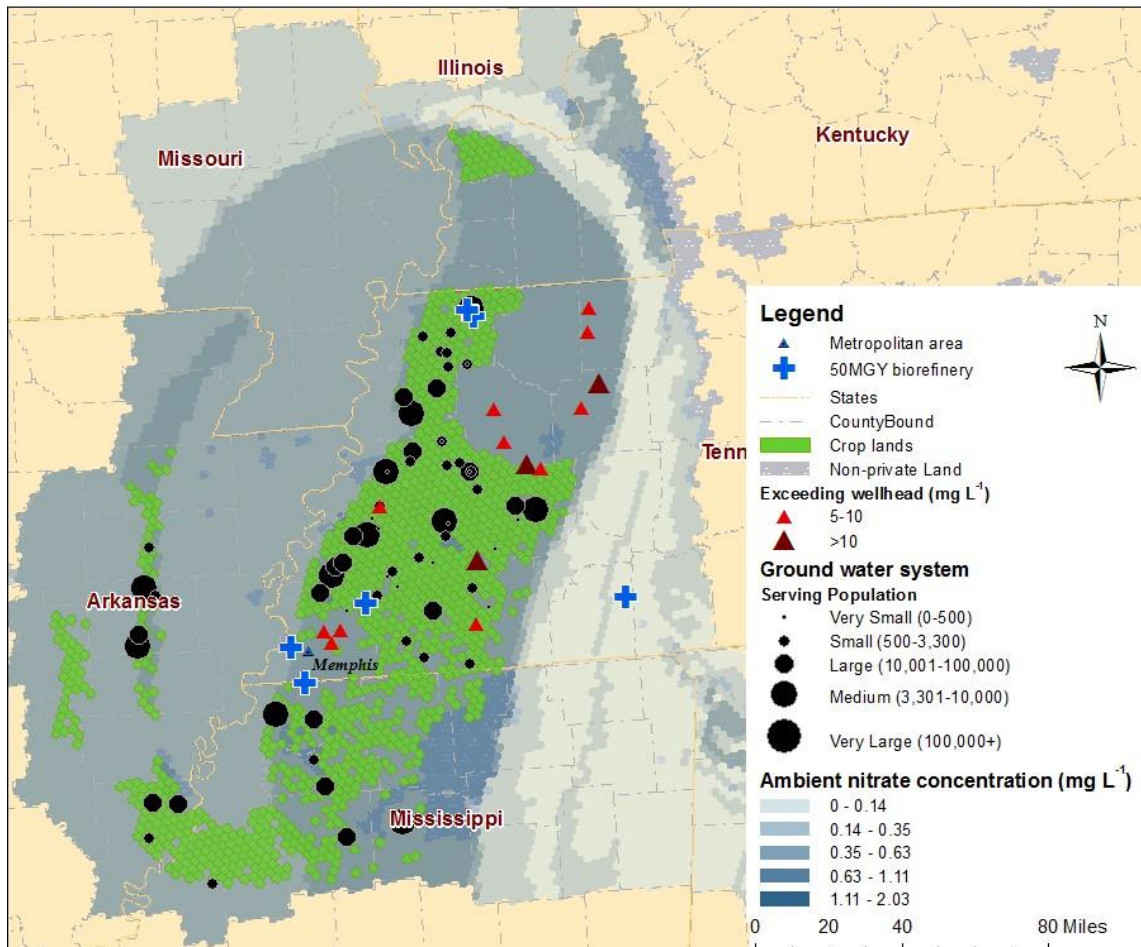 Illinois
Kentucky
Missouri
Tenn
Arkansas
Memphis
Mississippi
Legend
N
Metropolitan area
50MGY biorefinery
States
CountyBound
Crop lands
Non-private Land
Exceeding wellhead (mg L⁻¹)
5-10
>10
Ground water system
Serving Population
Very Small (0-500)
Small (500-3,300)
Large (10,001-100,000)
Medium (3,301-10,000)
Very Large (100,000+)
Ambient nitrate concentration (mg L⁻¹)
0 - 0.14
0.14 - 0.35
0.35 - 0.63
0.63 - 1.11
1.11 - 2.03
0 20 40 80 Miles